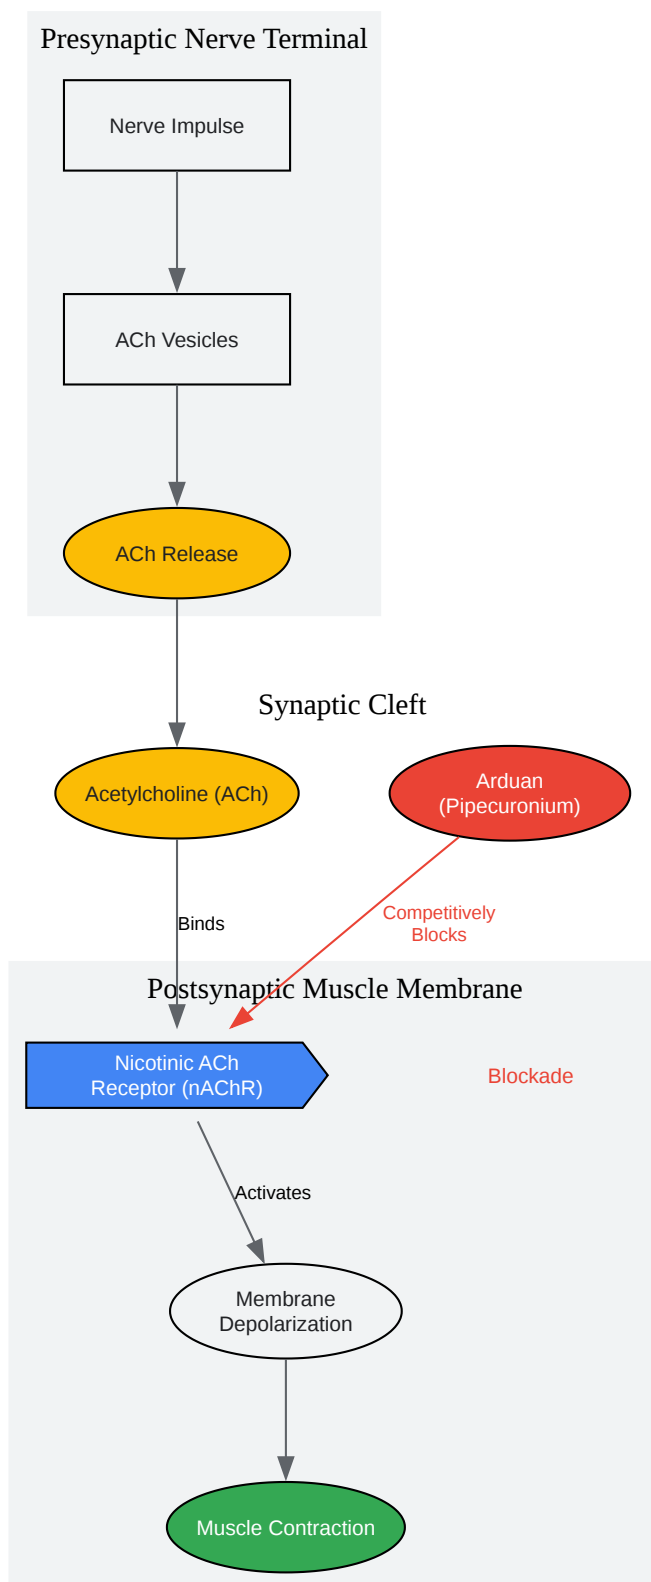 Presynaptic Nerve Terminal
Nerve Impulse
ACh Vesicles
ACh Release
Synaptic Cleft
Acetylcholine (ACh)
Arduan
(Pipecuronium)
Binds
Competitively
Blocks
Postsynaptic Muscle Membrane
Nicotinic ACh
Receptor (nAChR)
Blockade
Activates
Membrane
Depolarization
Muscle Contraction